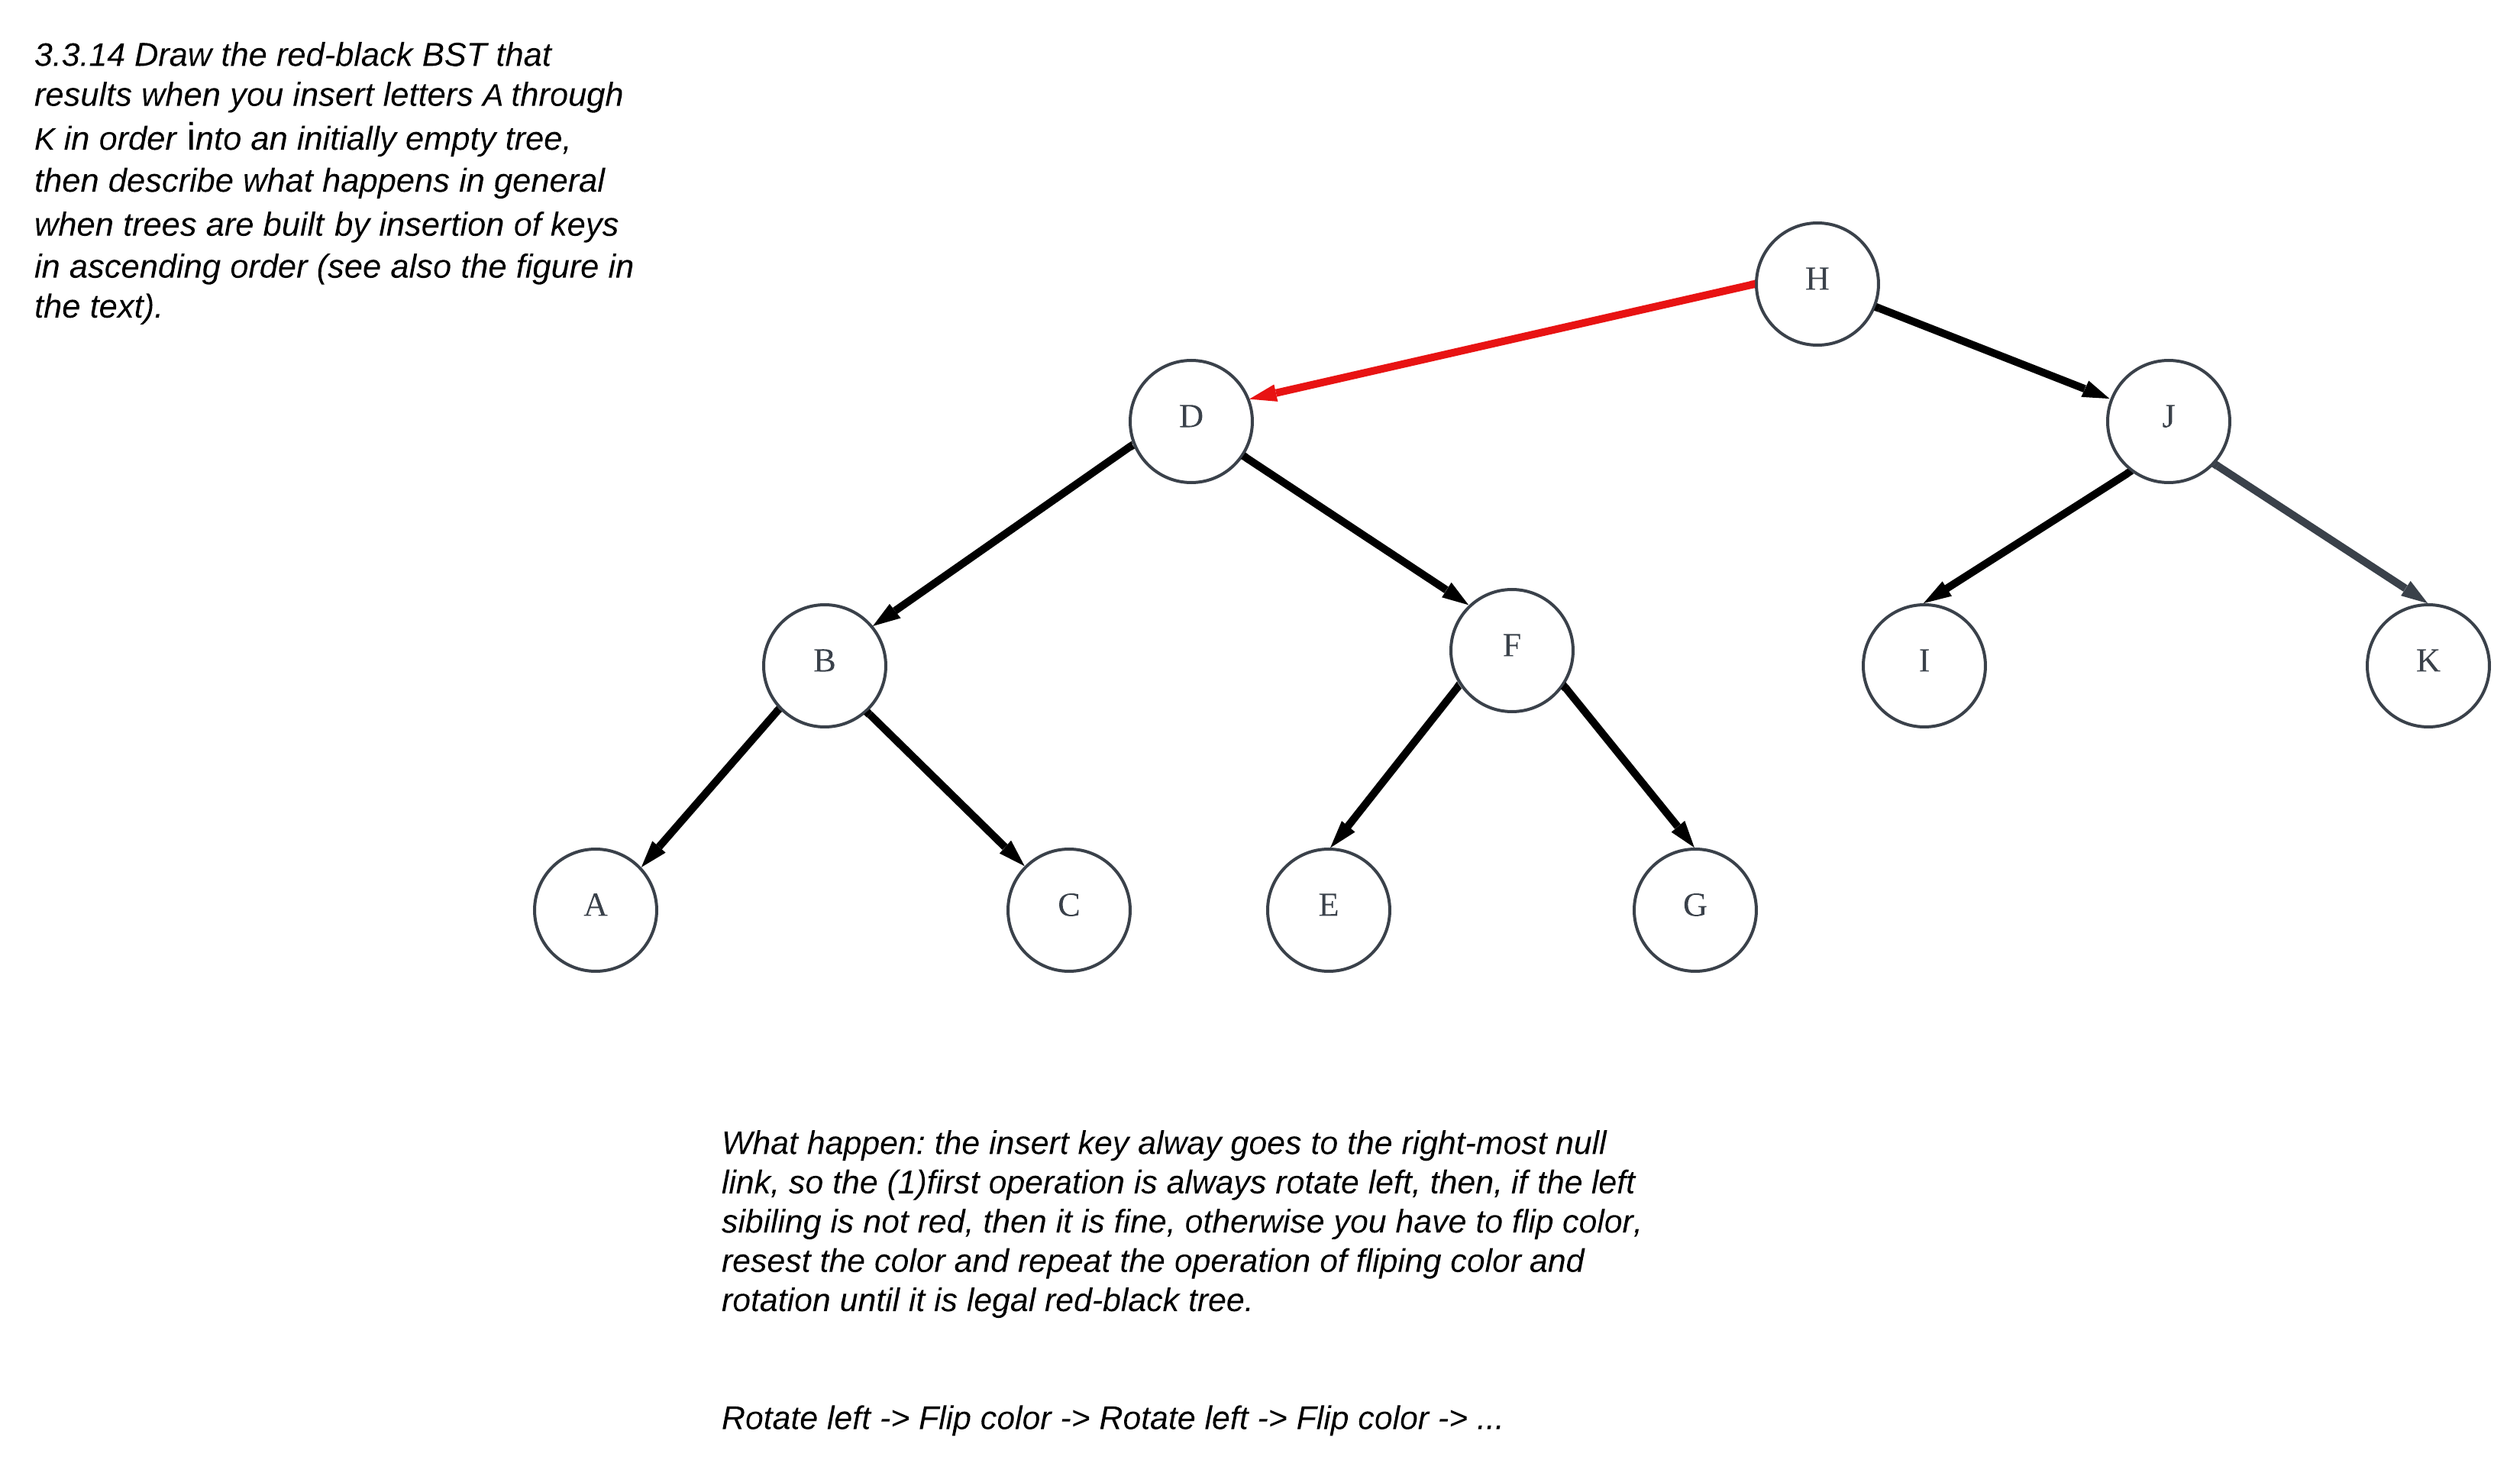 3.3.14 Draw the red-black BST that
results when you insert letters A through
K in order into an initially empty tree,
then describe what happens in general
when trees are built by insertion of keys
in ascending order (see also the figure in
the text).
H
D
J
B
F
I
K
A
C
E
G
What happen: the insert key alway goes to the right-most null
link, so the (1)first operation is always rotate left, then, if the left
sibiling is not red, then it is fine, otherwise you have to flip color,
resest the color and repeat the operation of fliping color and
rotation until it is legal red-black tree.
Rotate left -> Flip color -> Rotate left -> Flip color -> ...